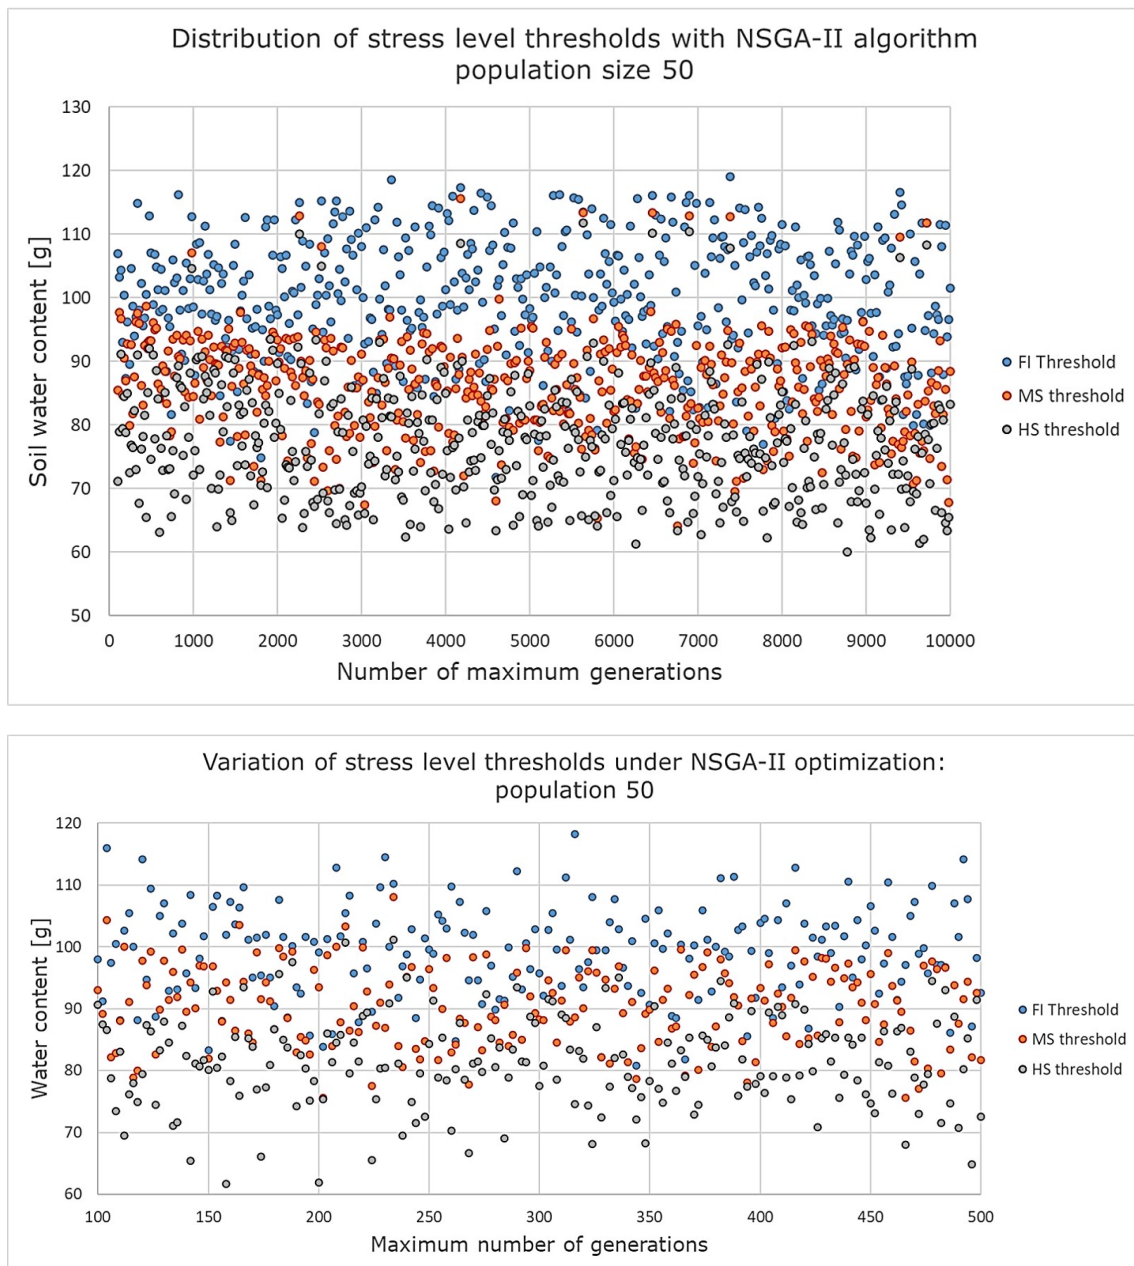 Distribution of stress level thresholds with NSGA-II algorithm
population size 50
130
120
110
100
90
80
70
60
50
Soil water content [g]
0 1000 2000 3000 4000 5000 6000 7000 8000 9000 10000
Number of maximum generations
FI Threshold
MS threshold
HS threshold
Variation of stress level thresholds under NSGA-II optimization:
population 50
120
110
100
90
80
70
60
Water content [g]
100 150 200 250 300 350 400 450 500
Maximum number of generations
FI Threshold
MS threshold
HS threshold